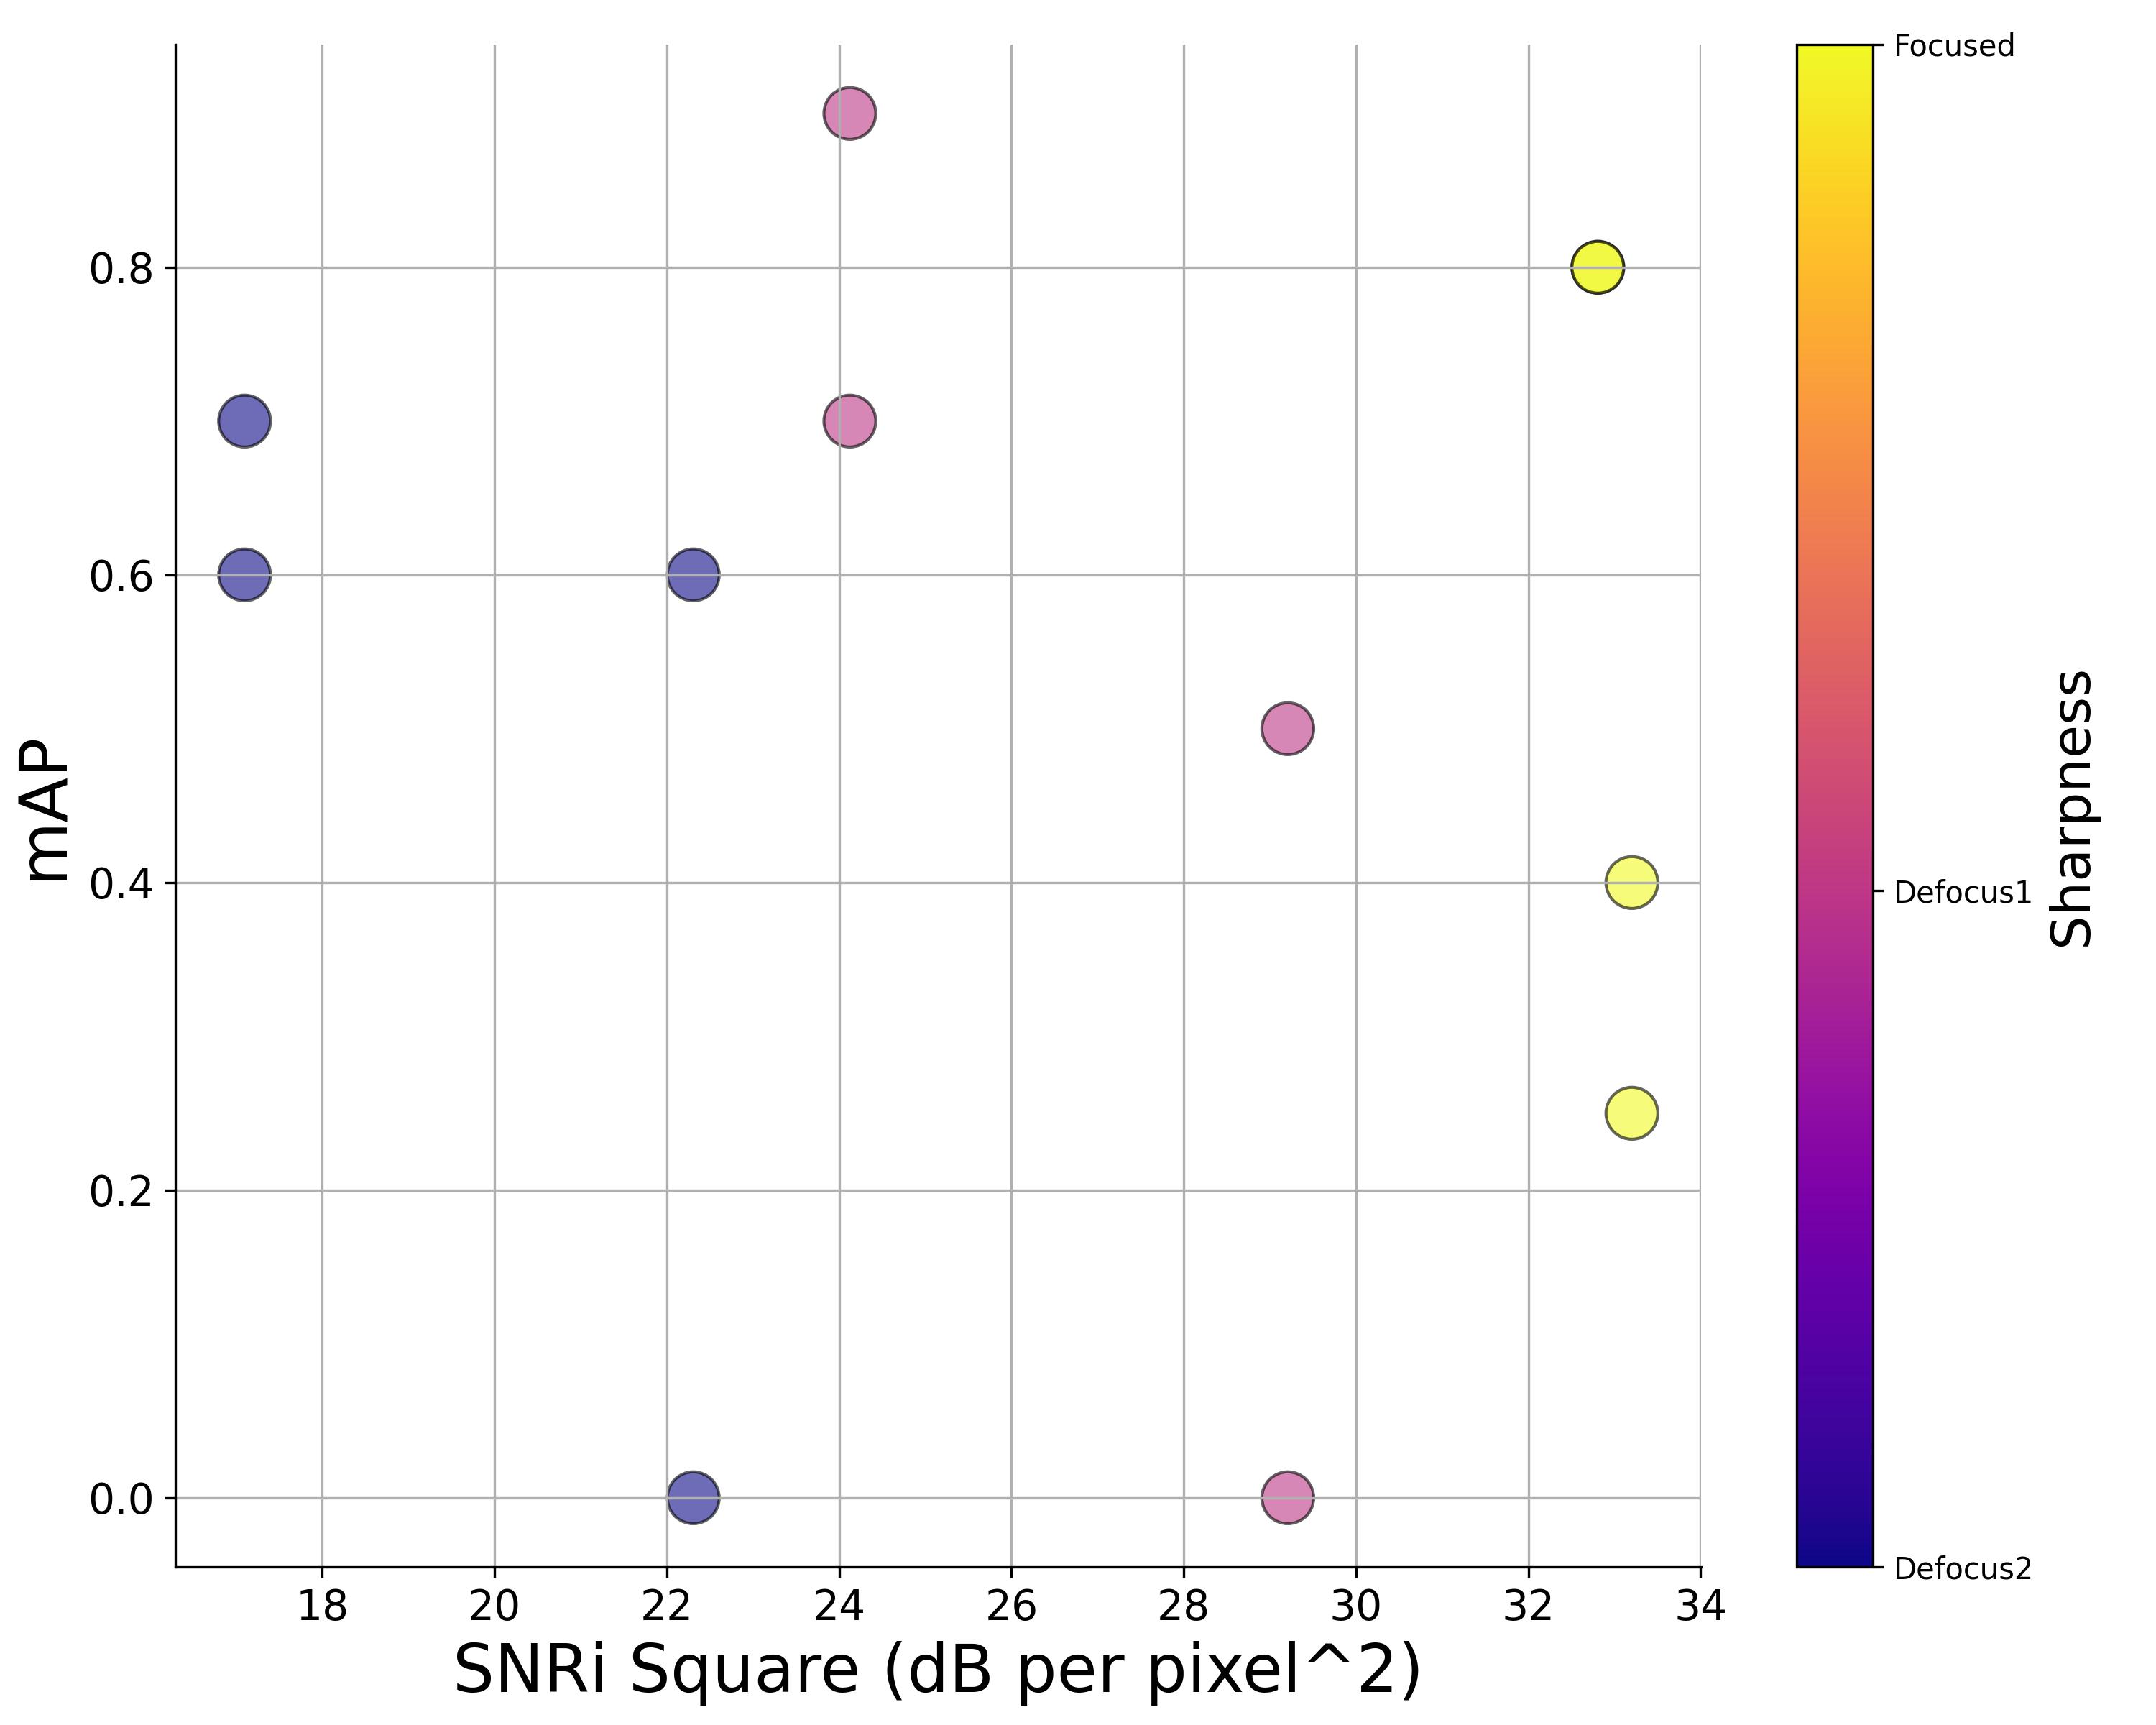 mAP
0.8
0.6
0.4
0.2
0.0
18 20 22 24 26 28 30 32 34
SNRi Square (dB per pixel^2)
Focused
Defocus1
Defocus2
Sharpness